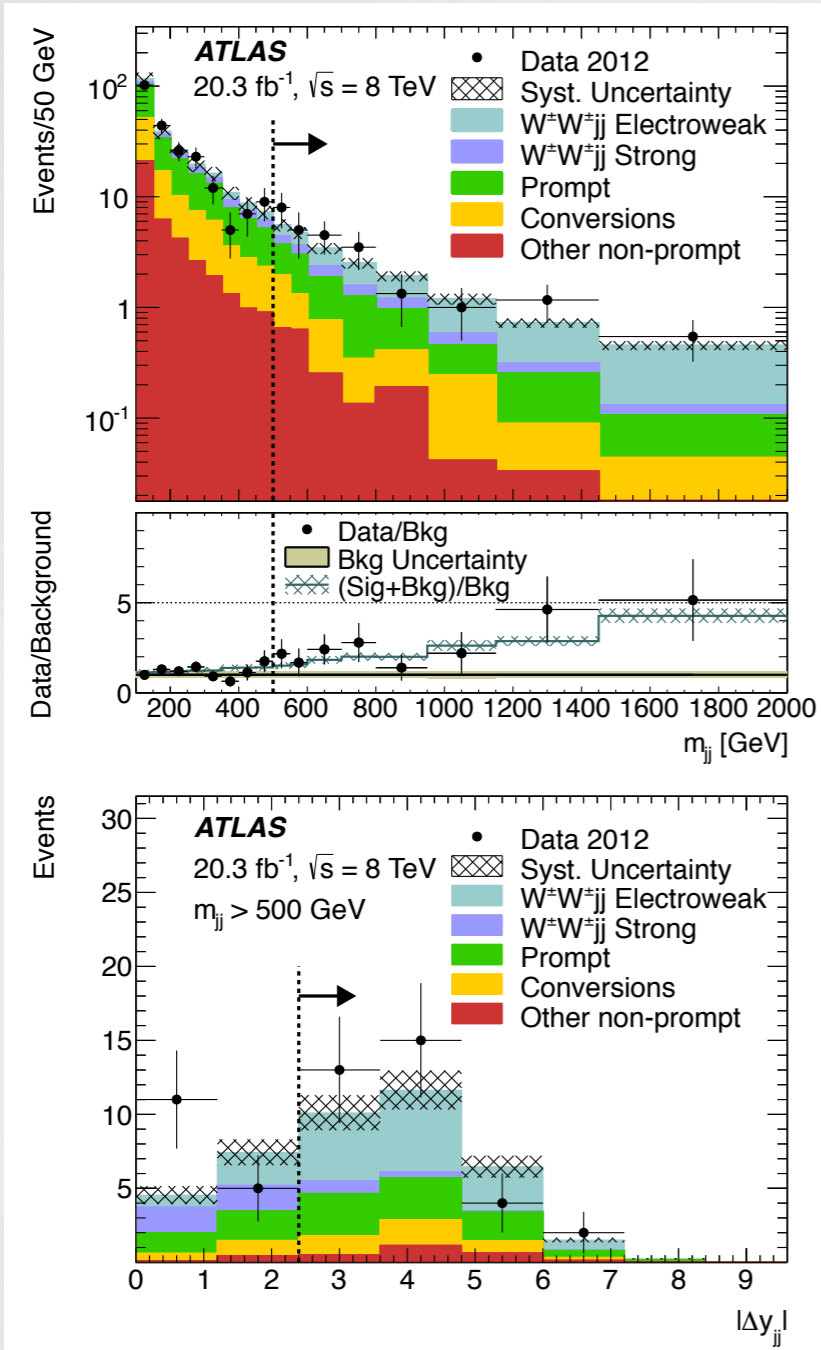 ATLAS
20.3 fb⁻¹, √s = 8 TeV
Data 2012
Syst. Uncertainty
W±W±jj Electroweak
W±W±jj Strong
Prompt
Conversions
Other non-prompt
Events/50 GeV
10²
10
1
10⁻¹
Data/Bkg
Bkg Uncertainty
(Sig+Bkg)/Bkg
Data/Background
5
0
200 400 600 800 1000 1200 1400 1600 1800 2000
m_jj [GeV]
ATLAS
20.3 fb⁻¹, √s = 8 TeV
m_jj > 500 GeV
Data 2012
Syst. Uncertainty
W±W±jj Electroweak
W±W±jj Strong
Prompt
Conversions
Other non-prompt
Events
30
25
20
15
10
5
0 1 2 3 4 5 6 7 8 9
|Δy_jj|